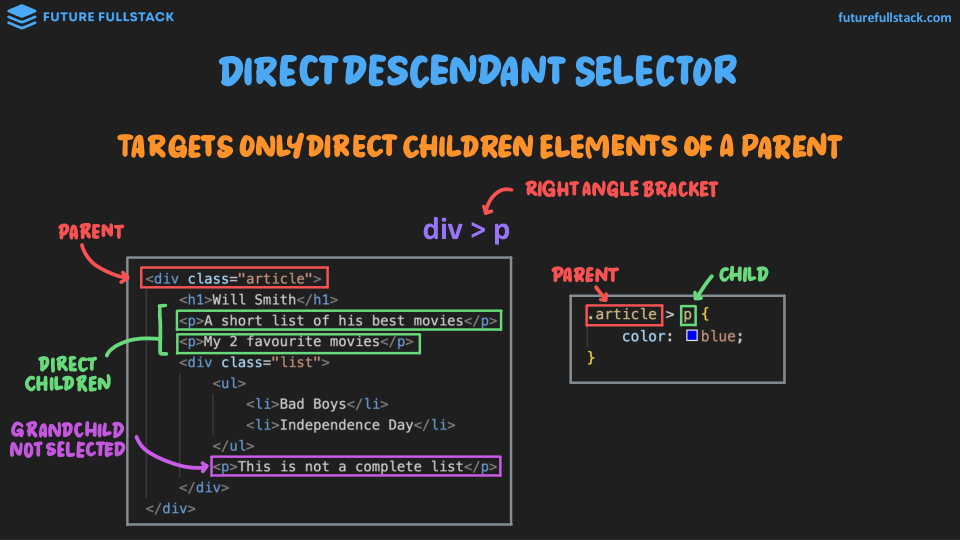 FUTURE FULLSTACK
futurefullstack.com
DIRECT DESCENDANT SELECTOR
TARGETS ONLY DIRECT CHILDREN ELEMENTS OF A PARENT
RIGHT ANGLE BRACKET
div > p
PARENT
<div class="article">
<h1>Will Smith</h1>
<p>A short list of his best movies</p>
<p>My 2 favourite movies</p>
<div class="list">
<ul>
<li>Bad Boys</li>
<li>Independence Day</li>
</ul>
<p>This is not a complete list</p>
</div>
</div>
DIRECT
CHILDREN
GRANDCHILD
NOT SELECTED
PARENT
CHILD
.article > p {
color: blue;
}